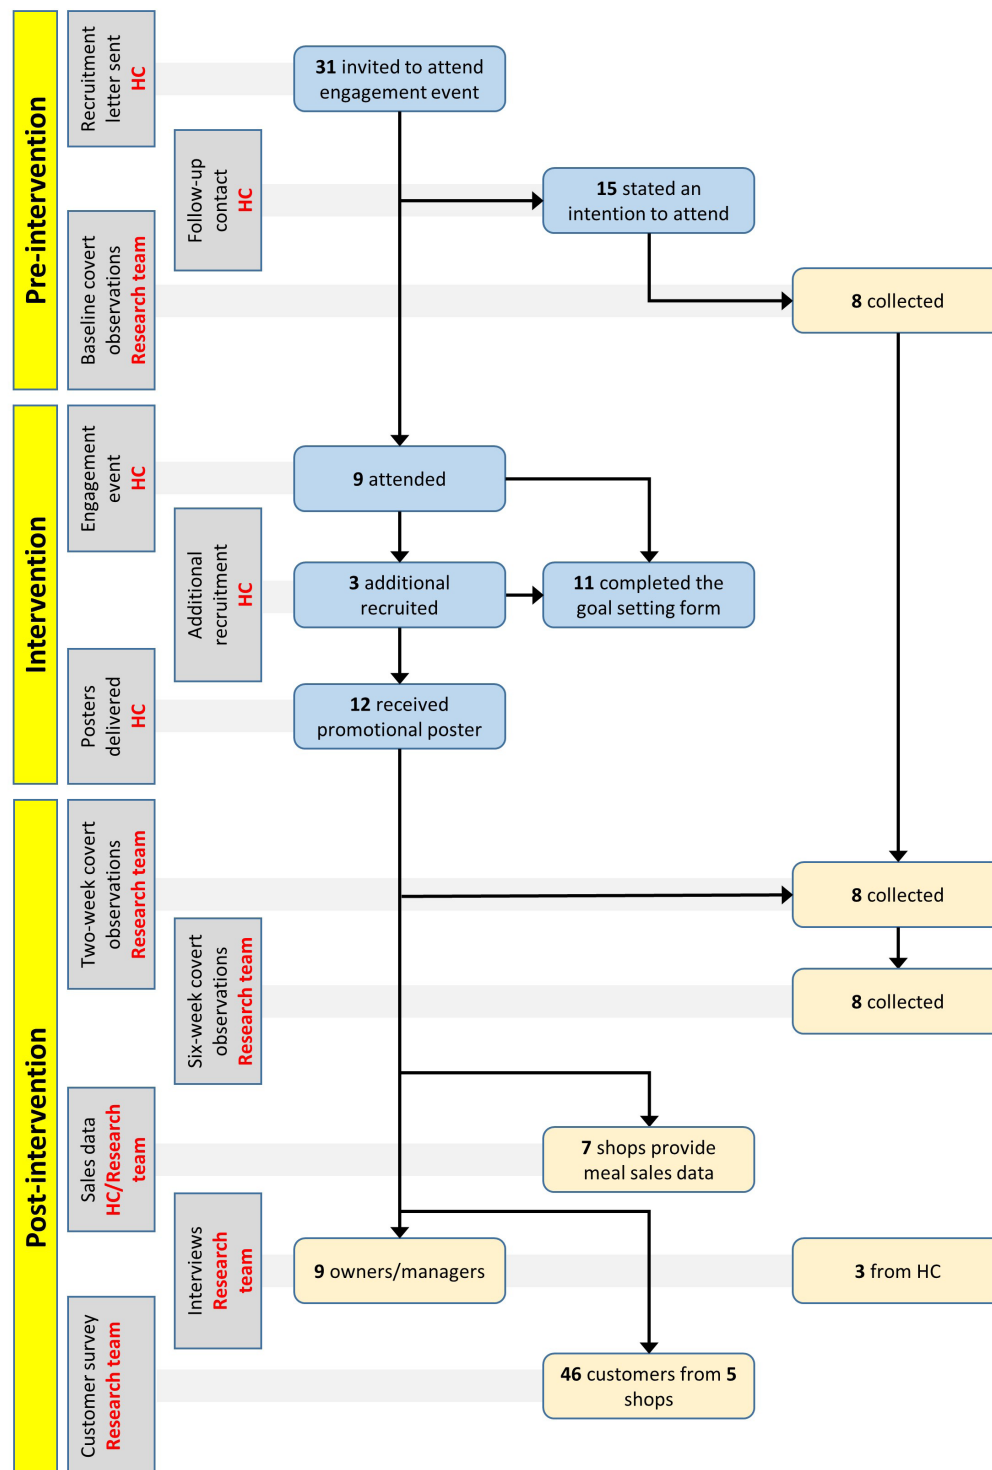 Pre-intervention
Recruitment
letter sent
HC
31 invited to attend
engagement event
Follow-up
contact
HC
15 stated an
intention to attend
Baseline covert
observations
Research team
8 collected
Intervention
Engagement
event
HC
9 attended
Additional
recruitment
HC
3 additional
recruited
11 completed the
goal setting form
Posters
delivered
HC
12 received
promotional poster
Post-intervention
Two-week covert
observations
Research team
8 collected
Six-week covert
observations
Research team
8 collected
Sales data
HC/Research
team
7 shops provide
meal sales data
Interviews
Research
team
9 owners/managers
3 from HC
Customer survey
Research team
46 customers from 5
shops